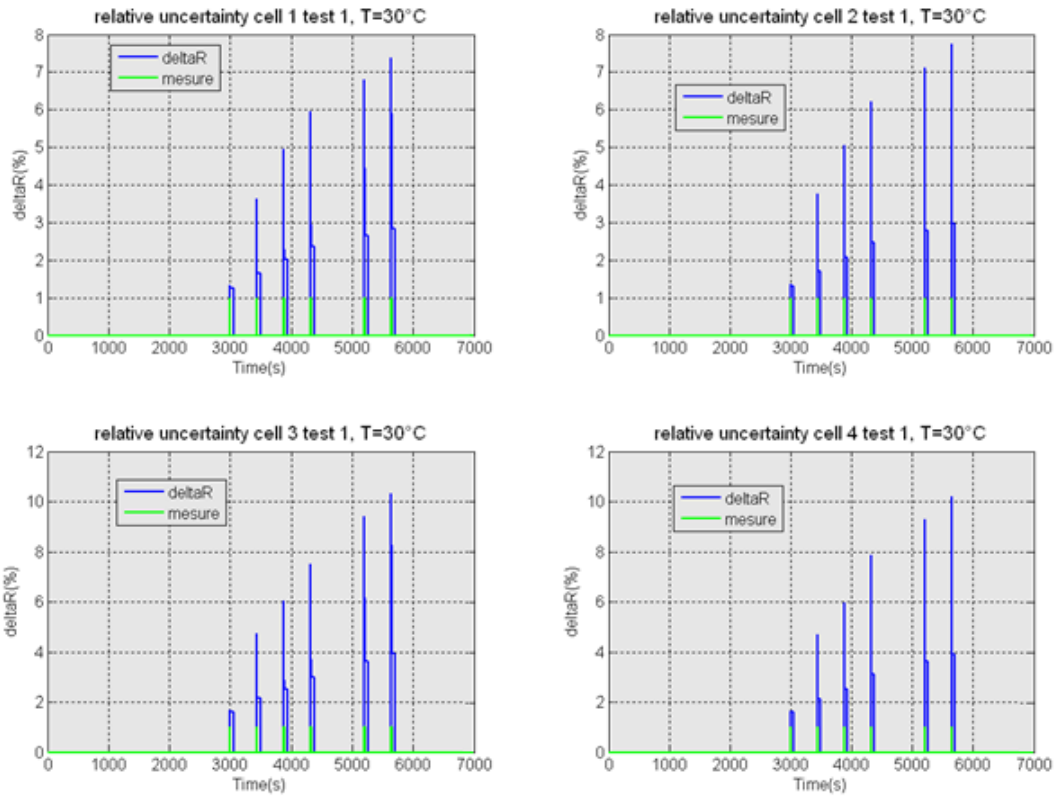 relative uncertainty cell 1 test 1, T=30°C
8
7
6
5
4
3
2
1
0
deltaR(%)
deltaR
mesure
0 1000 2000 3000 4000 5000 6000 7000
Time(s)
relative uncertainty cell 2 test 1, T=30°C
8
7
6
5
4
3
2
1
0
deltaR(%)
deltaR
mesure
0 1000 2000 3000 4000 5000 6000 7000
Time(s)
relative uncertainty cell 3 test 1, T=30°C
12
10
8
6
4
2
0
deltaR(%)
deltaR
mesure
0 1000 2000 3000 4000 5000 6000 7000
Time(s)
relative uncertainty cell 4 test 1, T=30°C
12
10
8
6
4
2
0
deltaR(%)
deltaR
mesure
0 1000 2000 3000 4000 5000 6000 7000
Time(s)